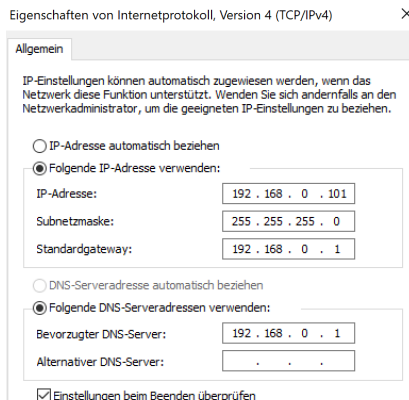 Eigenschaften von Internetprotokoll, Version 4 (TCP/IPv4)
Allgemein
IP-Einstellungen können automatisch zugewiesen werden, wenn das
Netzwerk diese Funktion unterstützt. Wenden Sie sich andernfalls an den
Netzwerkadministrator, um die geeigneten IP-Einstellungen zu beziehen.
IP-Adresse automatisch beziehen
Folgende IP-Adresse verwenden:
IP-Adresse: 192 . 168 . 0 . 101
Subnetzmaske: 255 . 255 . 255 . 0
Standardgateway: 192 . 168 . 0 . 1
DNS-Serveradresse automatisch beziehen
Folgende DNS-Serveradressen verwenden:
Bevorzugter DNS-Server: 192 . 168 . 0 . 1
Alternativer DNS-Server: . . .
Einstellungen beim Beenden überprüfen